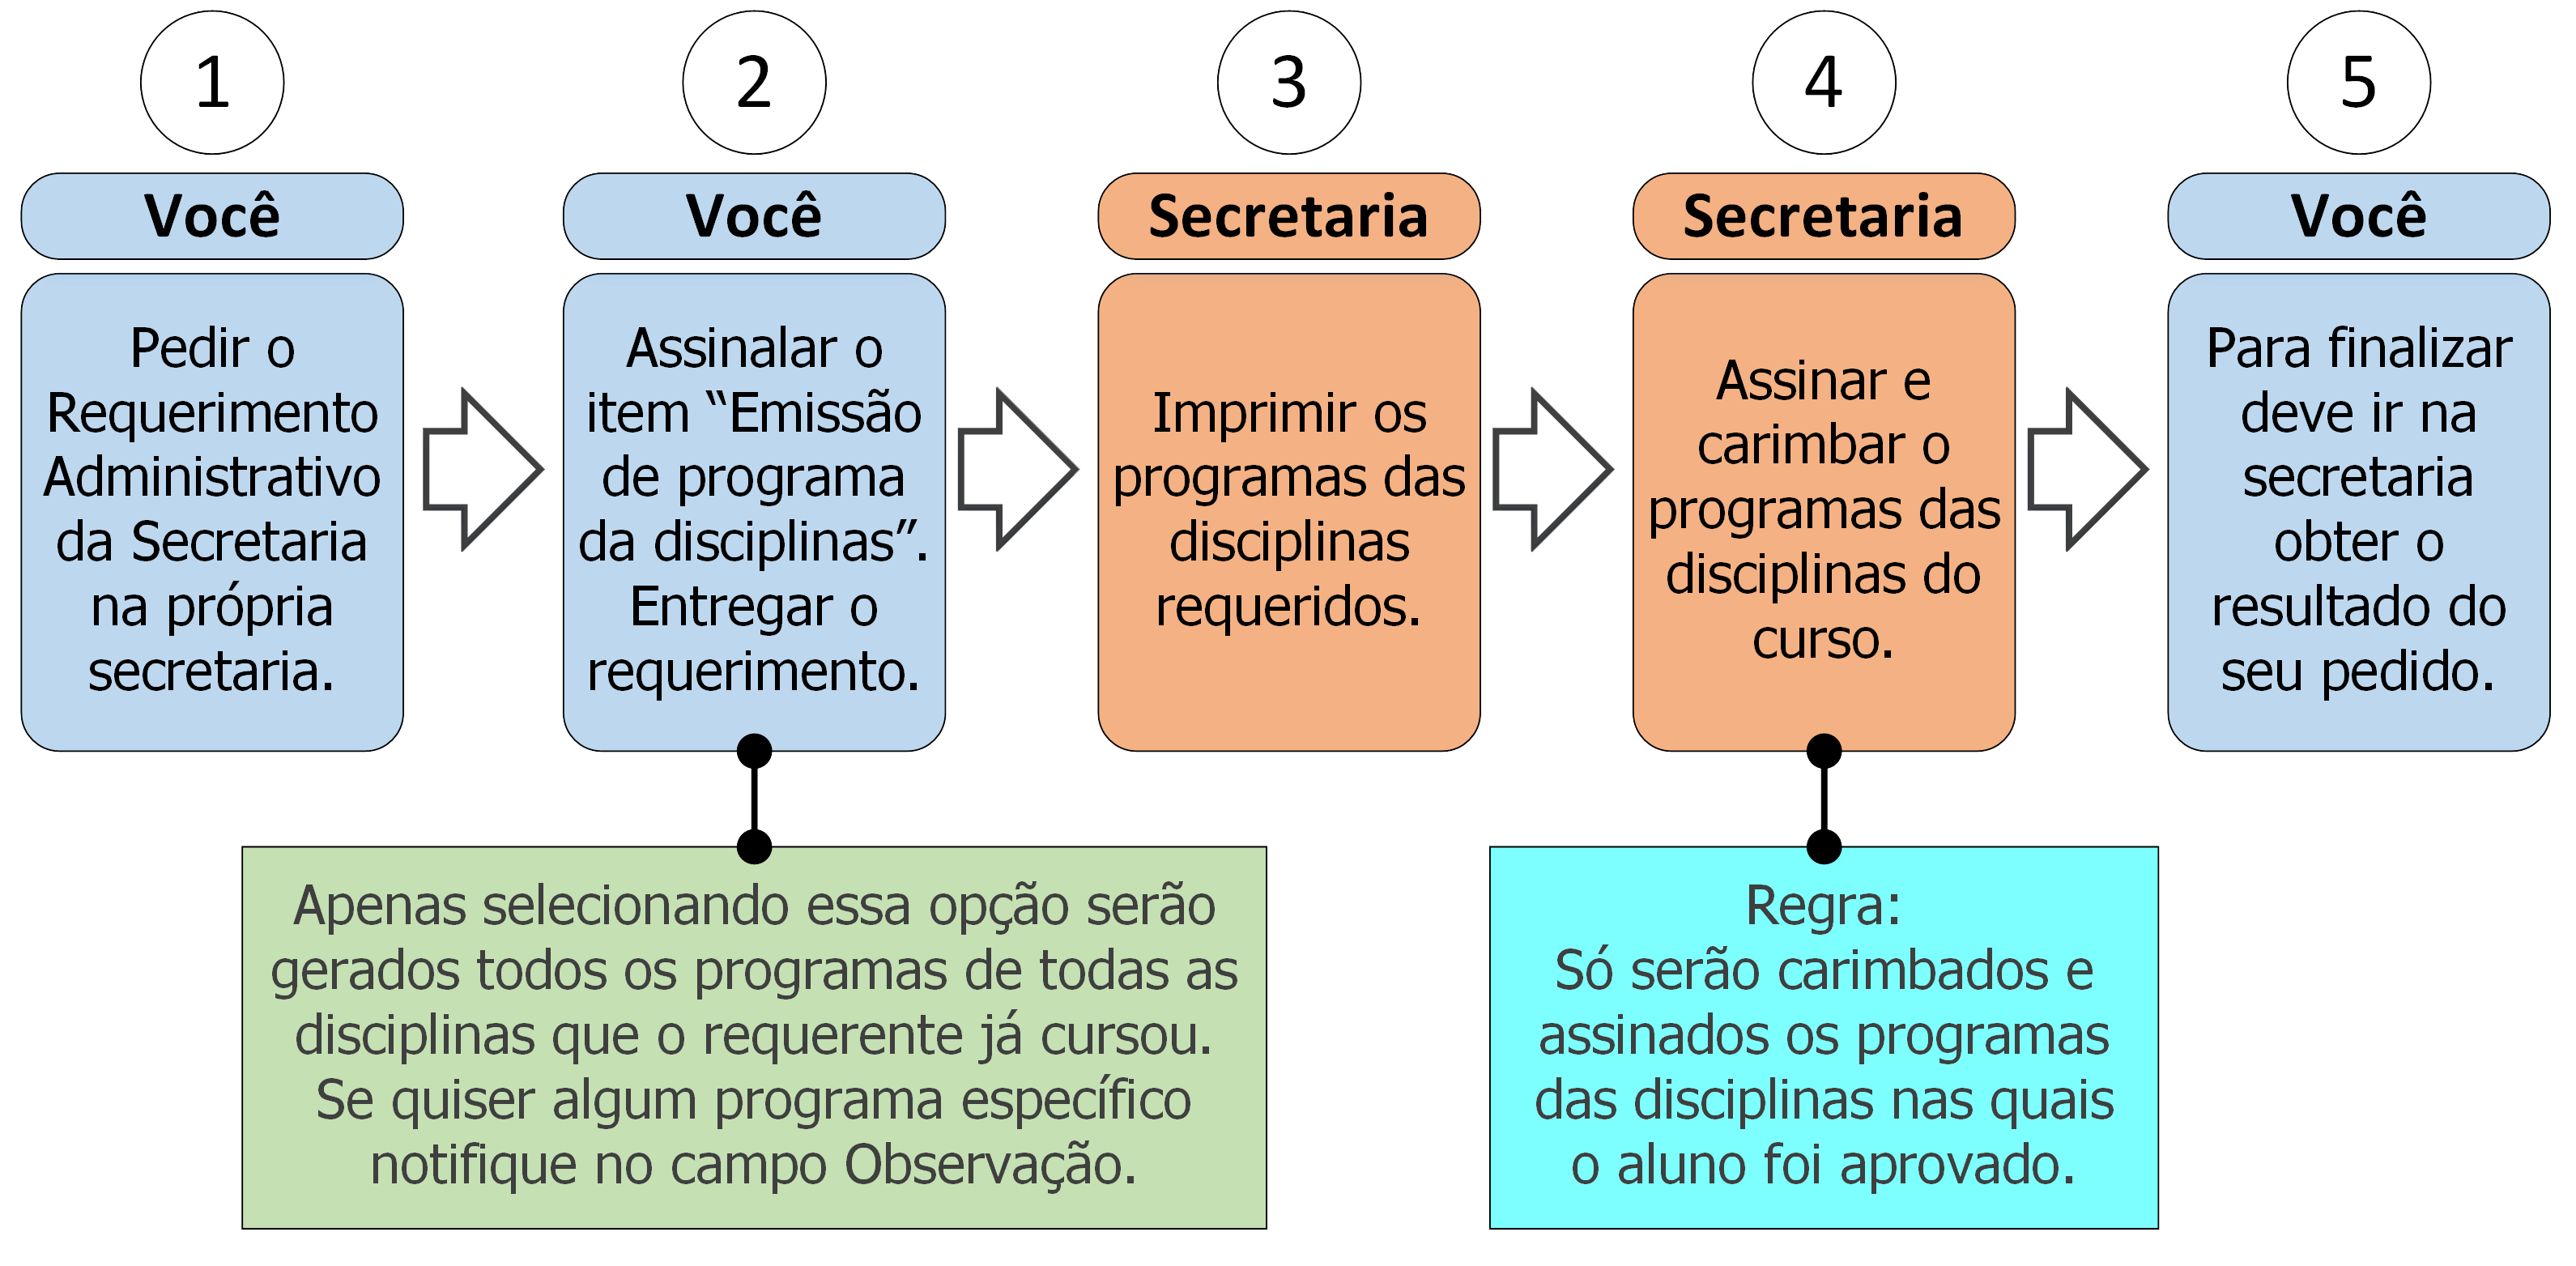 1
Você
Pedir o
Requerimento
Administrativo
da Secretaria
na própria
secretaria.
2
Você
Assinalar o
item “Emissão
de programa
da disciplinas”.
Entregar o
requerimento.
Apenas selecionando essa opção serão
gerados todos os programas de todas as
disciplinas que o requerente já cursou.
Se quiser algum programa específico
notifique no campo Observação.
3
Secretaria
Imprimir os
programas das
disciplinas
requeridos.
4
Secretaria
Assinar e
carimbar o
programas das
disciplinas do
curso.
Regra:
Só serão carimbados e
assinados os programas
das disciplinas nas quais
o aluno foi aprovado.
5
Você
Para finalizar
deve ir na
secretaria
obter o
resultado do
seu pedido.